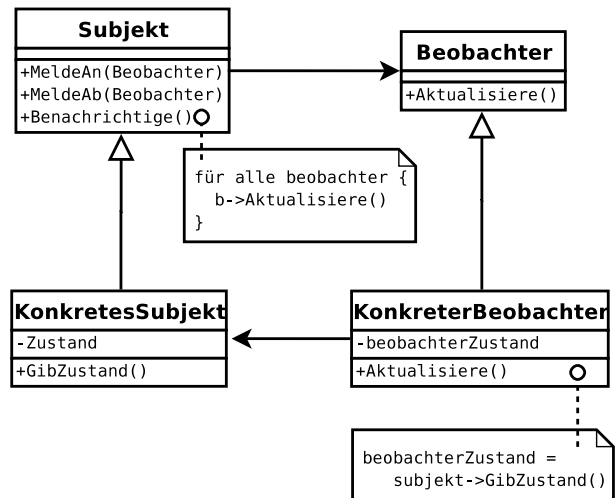 Subjekt
+MeldeAn(Beobachter)
+MeldeAb(Beobachter)
+Benachrichtige()
Beobachter
+Aktualisiere()
für alle beobachter {
b->Aktualisiere()
}
KonkretesSubjekt
-Zustand
+GibZustand()
KonkreterBeobachter
-beobachterZustand
+Aktualisiere()
beobachterZustand =
subjekt->GibZustand()